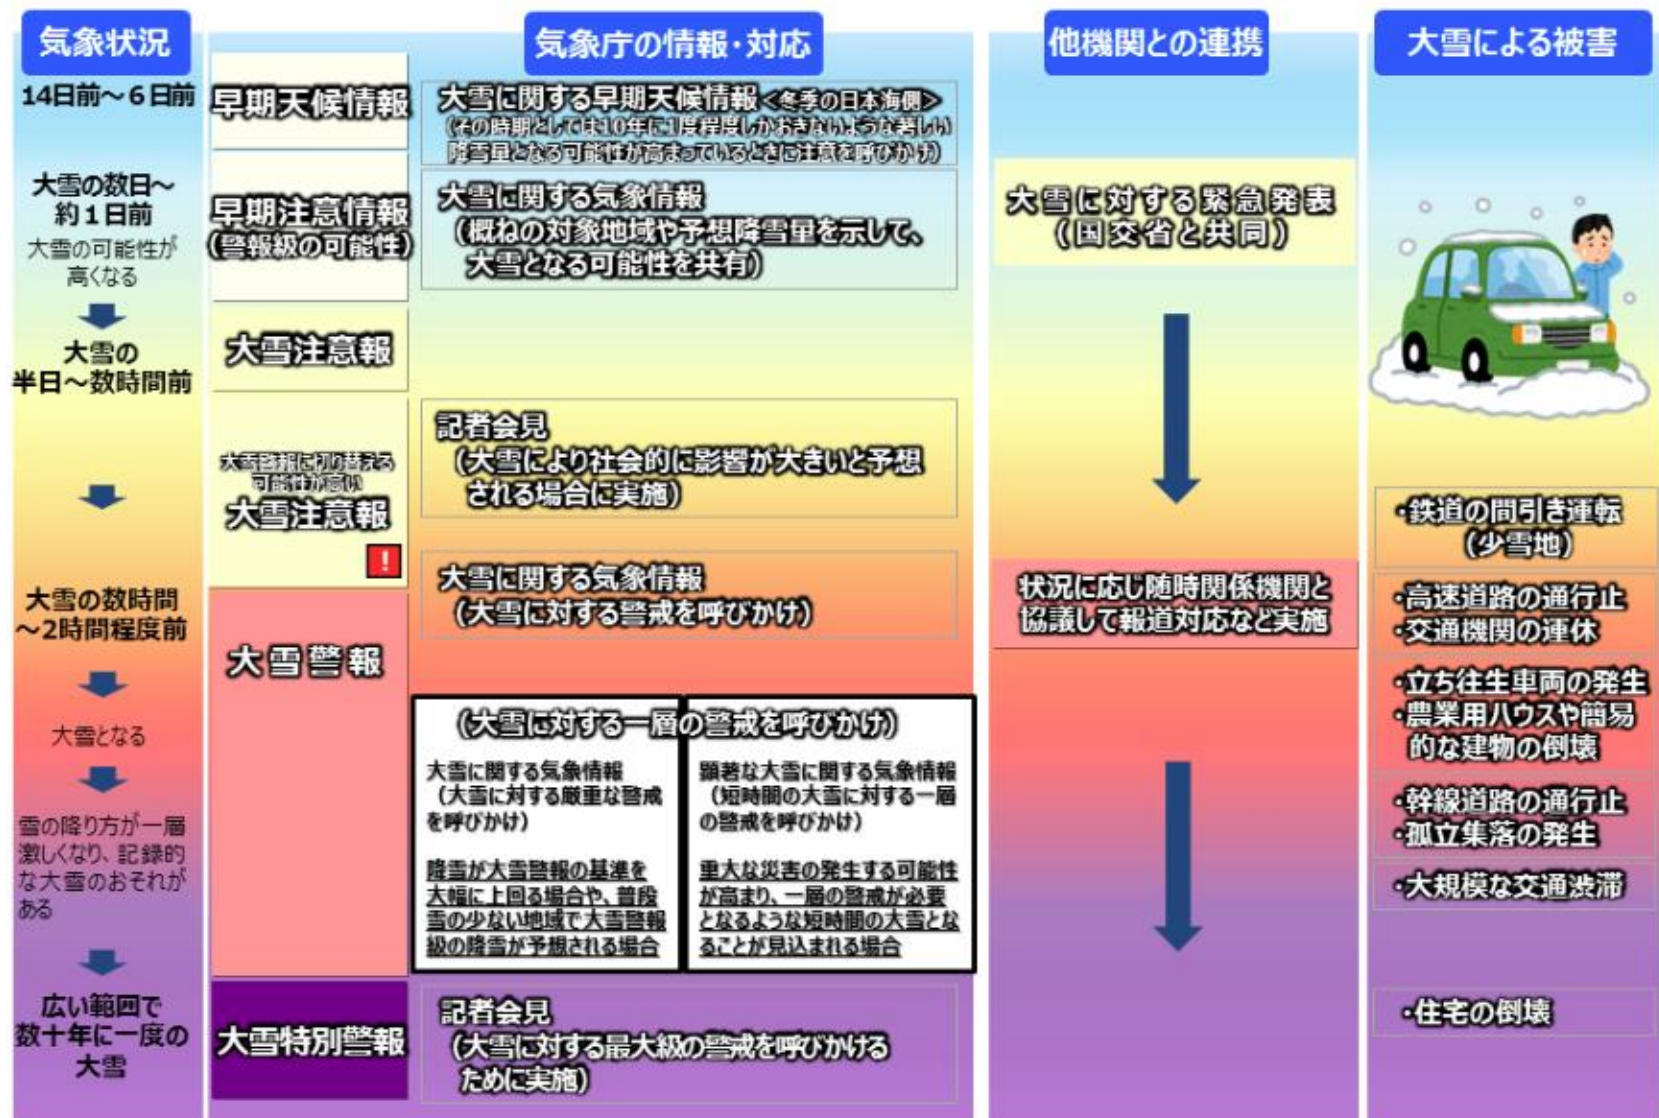 気象状況
14日前～6日前
大雪の数日～
約1日前
大雪の可能性が
高くなる
大雪の
半日～数時間前
大雪の数時間
～2時間程度前
大雪となる
雪の降り方が一層
激しくなり、記録的
な大雪のおそれが
ある
広い範囲で
数十年に一度の
大雪
気象庁の情報・対応
早期天候情報
大雪に関する早期天候情報<冬季の日本海側>
(その時期としては10年に1度程度しかおきないような著しい
降雪量となる可能性が高まっているときに注意を呼びかけ)
早期注意情報
(警報級の可能性)
大雪に関する気象情報
(概ねの対象地域や予想降雪量を示して、
大雪となる可能性を共有)
大雪注意報
大雪警報に切り替える
可能性が高い
大雪注意報
!
記者会見
(大雪により社会的に影響が大きいと予想
される場合に実施)
大雪に関する気象情報
(大雪に対する警戒を呼びかけ)
大雪警報
(大雪に対する一層の警戒を呼びかけ)
大雪に関する気象情報
(大雪に対する厳重な警戒
を呼びかけ)
降雪が大雪警報の基準を
大幅に上回る場合や、普段
雪の少ない地域で大雪警報
級の降雪が予想される場合
顕著な大雪に関する気象情報
(短時間の大雪に対する一層
の警戒を呼びかけ)
重大な災害の発生する可能性
が高まり、一層の警戒が必要
となるような短時間の大雪とな
ることが見込まれる場合
大雪特別警報
記者会見
(大雪に対する最大級の警戒を呼びかける
ために実施)
他機関との連携
大雪に対する緊急発表
(国交省と共同)
状況に応じ随時関係機関と
協議して報道対応など実施
大雪による被害
・鉄道の間引き運転
(少雪地)
・高速道路の通行止
・交通機関の運休
・立ち往生車両の発生
・農業用ハウスや簡易
的な建物の倒壊
・幹線道路の通行止
・孤立集落の発生
・大規模な交通渋滞
・住宅の倒壊